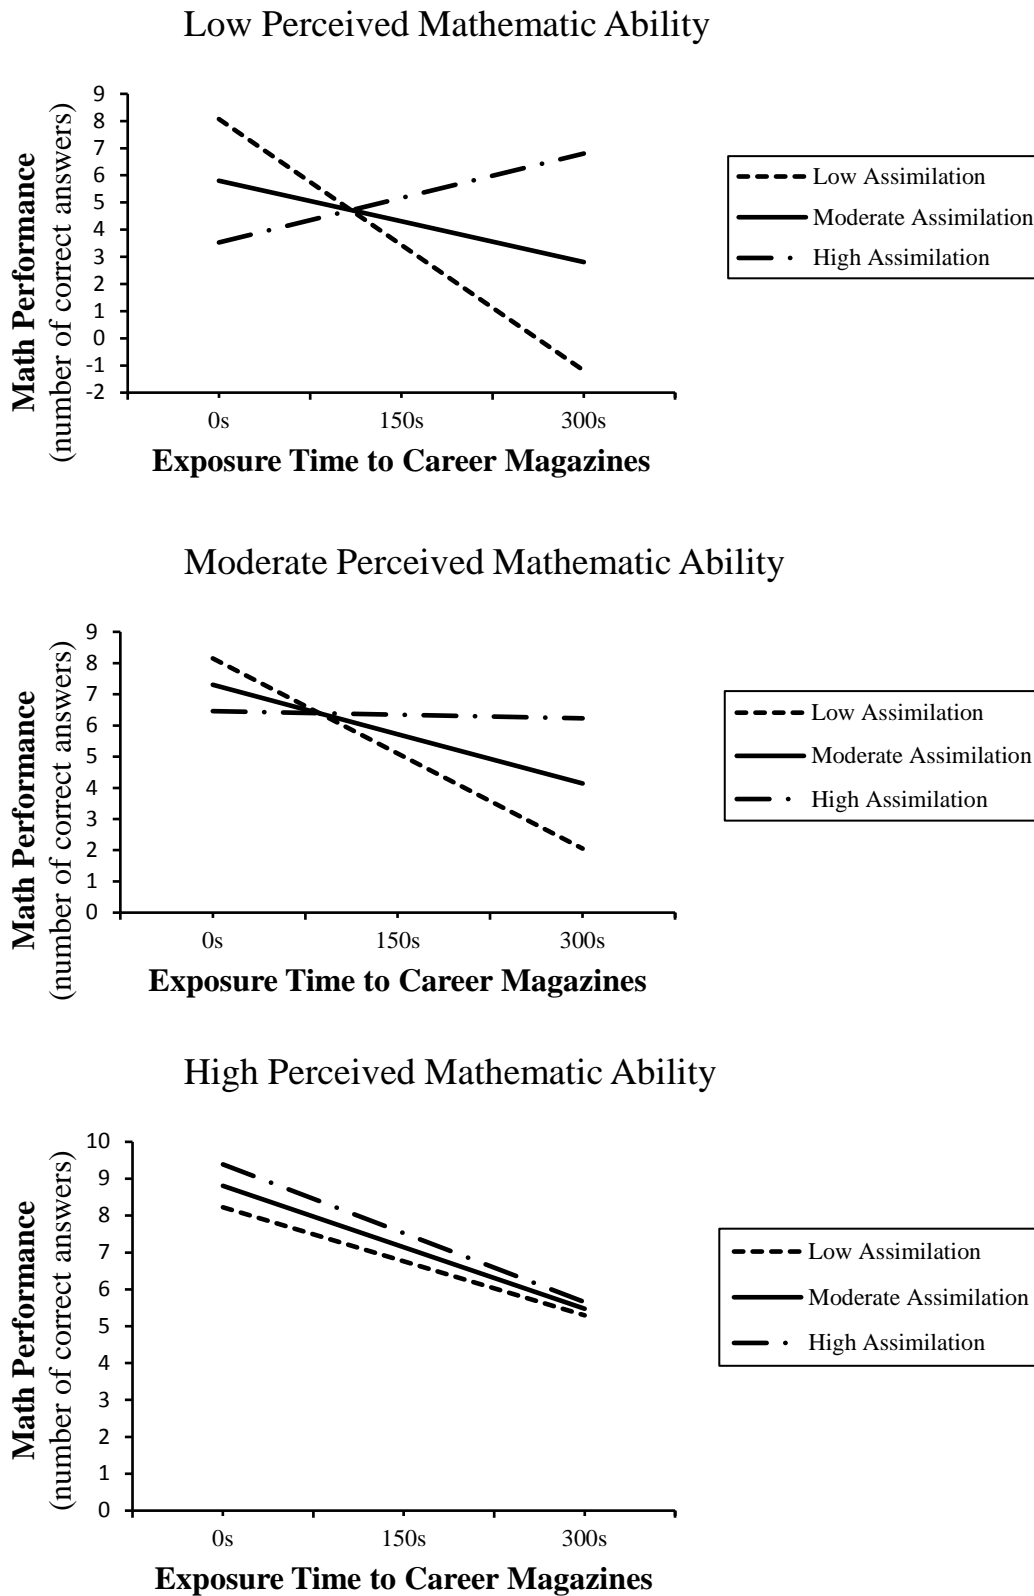 Low Perceived Mathematic Ability
Math Performance
(number of correct answers)
9
8
7
6
5
4
3
2
1
0
-1
-2
0s 150s 300s
Exposure Time to Career Magazines
Low Assimilation
Moderate Assimilation
High Assimilation
Moderate Perceived Mathematic Ability
Math Performance
(number of correct answers)
9
8
7
6
5
4
3
2
1
0
0s 150s 300s
Exposure Time to Career Magazines
Low Assimilation
Moderate Assimilation
High Assimilation
High Perceived Mathematic Ability
Math Performance
(number of correct answers)
10
9
8
7
6
5
4
3
2
1
0
0s 150s 300s
Exposure Time to Career Magazines
Low Assimilation
Moderate Assimilation
High Assimilation